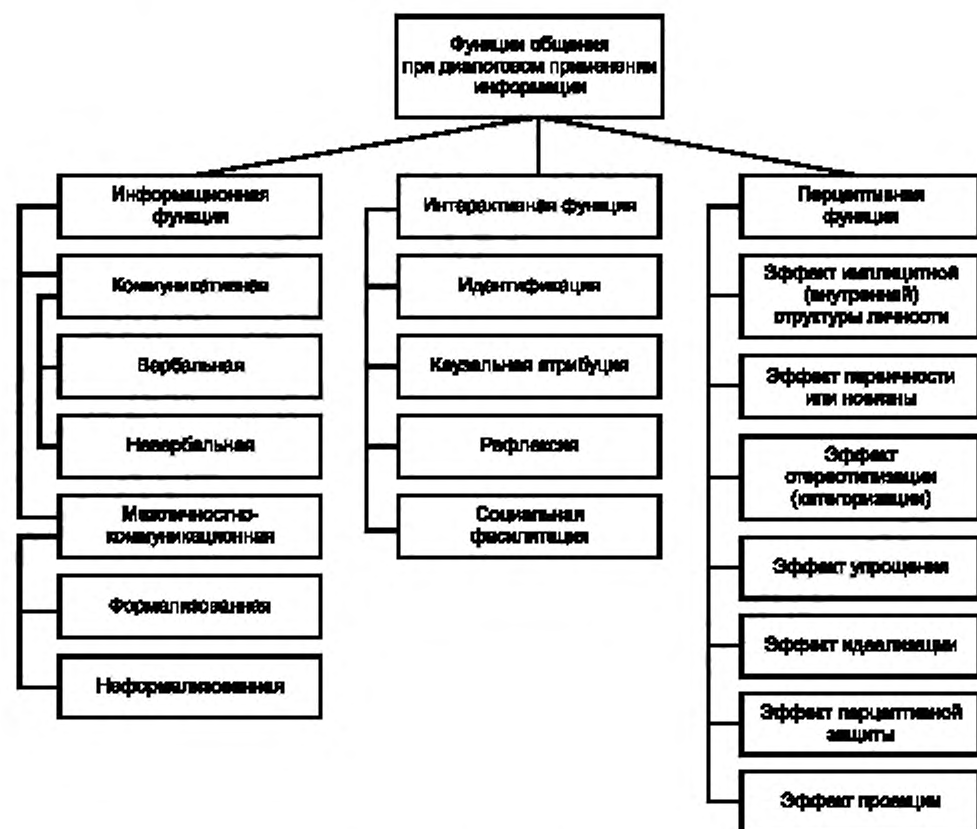 Функции общения
при диалоговом применении
информации
Информационная
функция
Коммуникативная
Вербальная
Невербальная
Межличностно-
коммуникационная
Формализованная
Неформализованная
Интерактивная функция
Идентификация
Каузальная атрибуция
Рефлексия
Социальная
фасилитация
Перцептивная
функция
Эффект имплицитной
(внутренней)
структуры личности
Эффект первичности
или новизны
Эффект
стереотипизации
(категоризации)
Эффект упрощения
Эффект идеализации
Эффект перцептивной
защиты
Эффект проекции